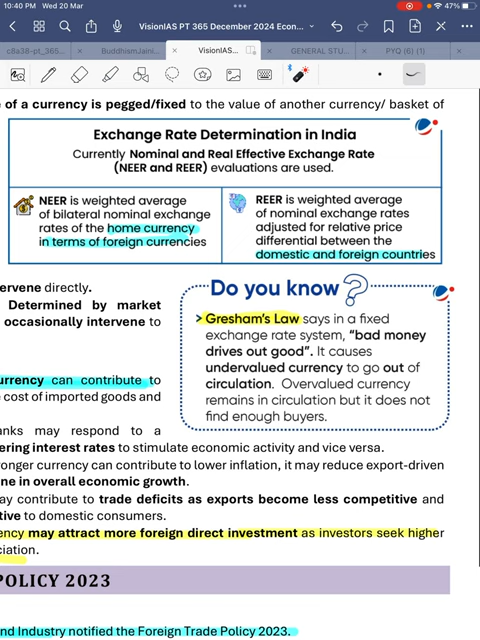 10:40 PM Wed 20 Mar
47%
VisionIAS PT 365 December 2024 Econ...
c8a38-pt_365...
BuddhismJaini...
VisionIAS...
GENERAL STU...
PYQ (6) (1)
e of a currency is pegged/fixed to the value of another currency/ basket of
Exchange Rate Determination in India
Currently Nominal and Real Effective Exchange Rate
(NEER and REER) evaluations are used.
NEER is weighted average
of bilateral nominal exchange
rates of the home currency
in terms of foreign currencies
REER is weighted average
of nominal exchange rates
adjusted for relative price
differential between the
domestic and foreign countries
ervene directly.
Determined by market
occasionally intervene to
urrency can contribute to
cost of imported goods and
Do you know?
> Gresham's Law says in a fixed
exchange rate system, "bad money
drives out good". It causes
undervalued currency to go out of
circulation. Overvalued currency
remains in circulation but it does not
find enough buyers.
anks may respond to a
ering interest rates to stimulate economic activity and vice versa.
onger currency can contribute to lower inflation, it may reduce export-driven
ne in overall economic growth.
ay contribute to trade deficits as exports become less competitive and
tive to domestic consumers.
ency may attract more foreign direct investment as investors seek higher
ciation.
POLICY 2023
nd Industry notified the Foreign Trade Policy 2023.